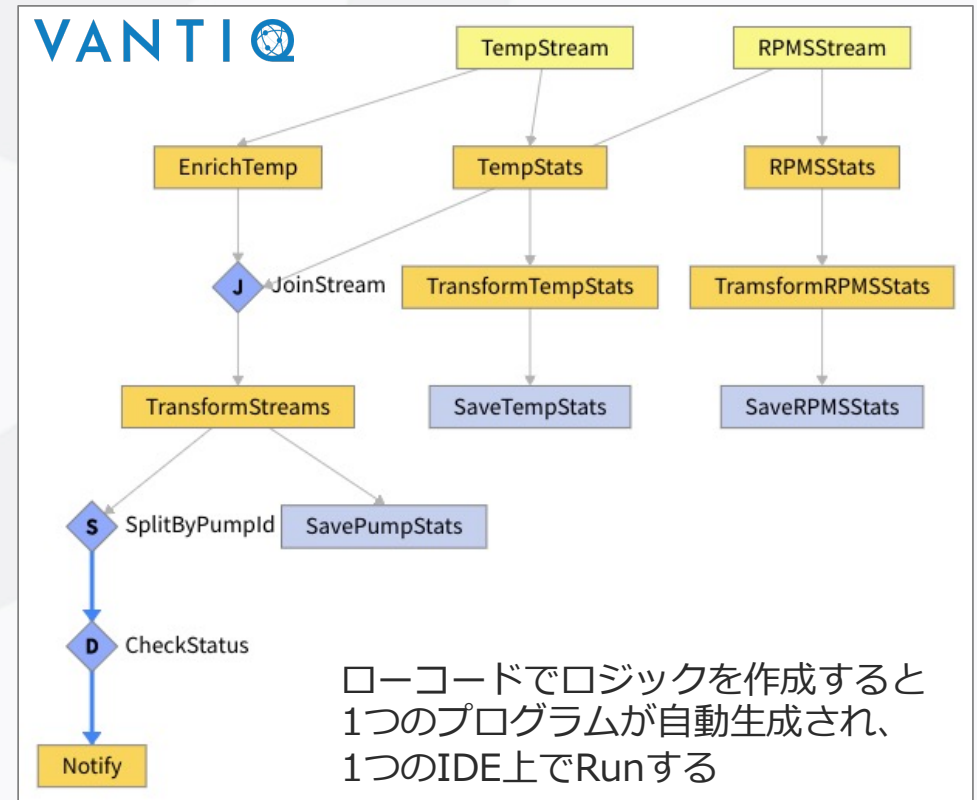 VANTIQ
TempStream
RPMSStream
EnrichTemp
TempStats
RPMSStats
J
JoinStream
TransformTempStats
TramsformRPMSStats
TransformStreams
SaveTempStats
SaveRPMSStats
S
SplitByPumpId
SavePumpStats
D
CheckStatus
ローコードでロジックを作成すると
1つのプログラムが自動生成され、
1つのIDE上でRunする
Notify